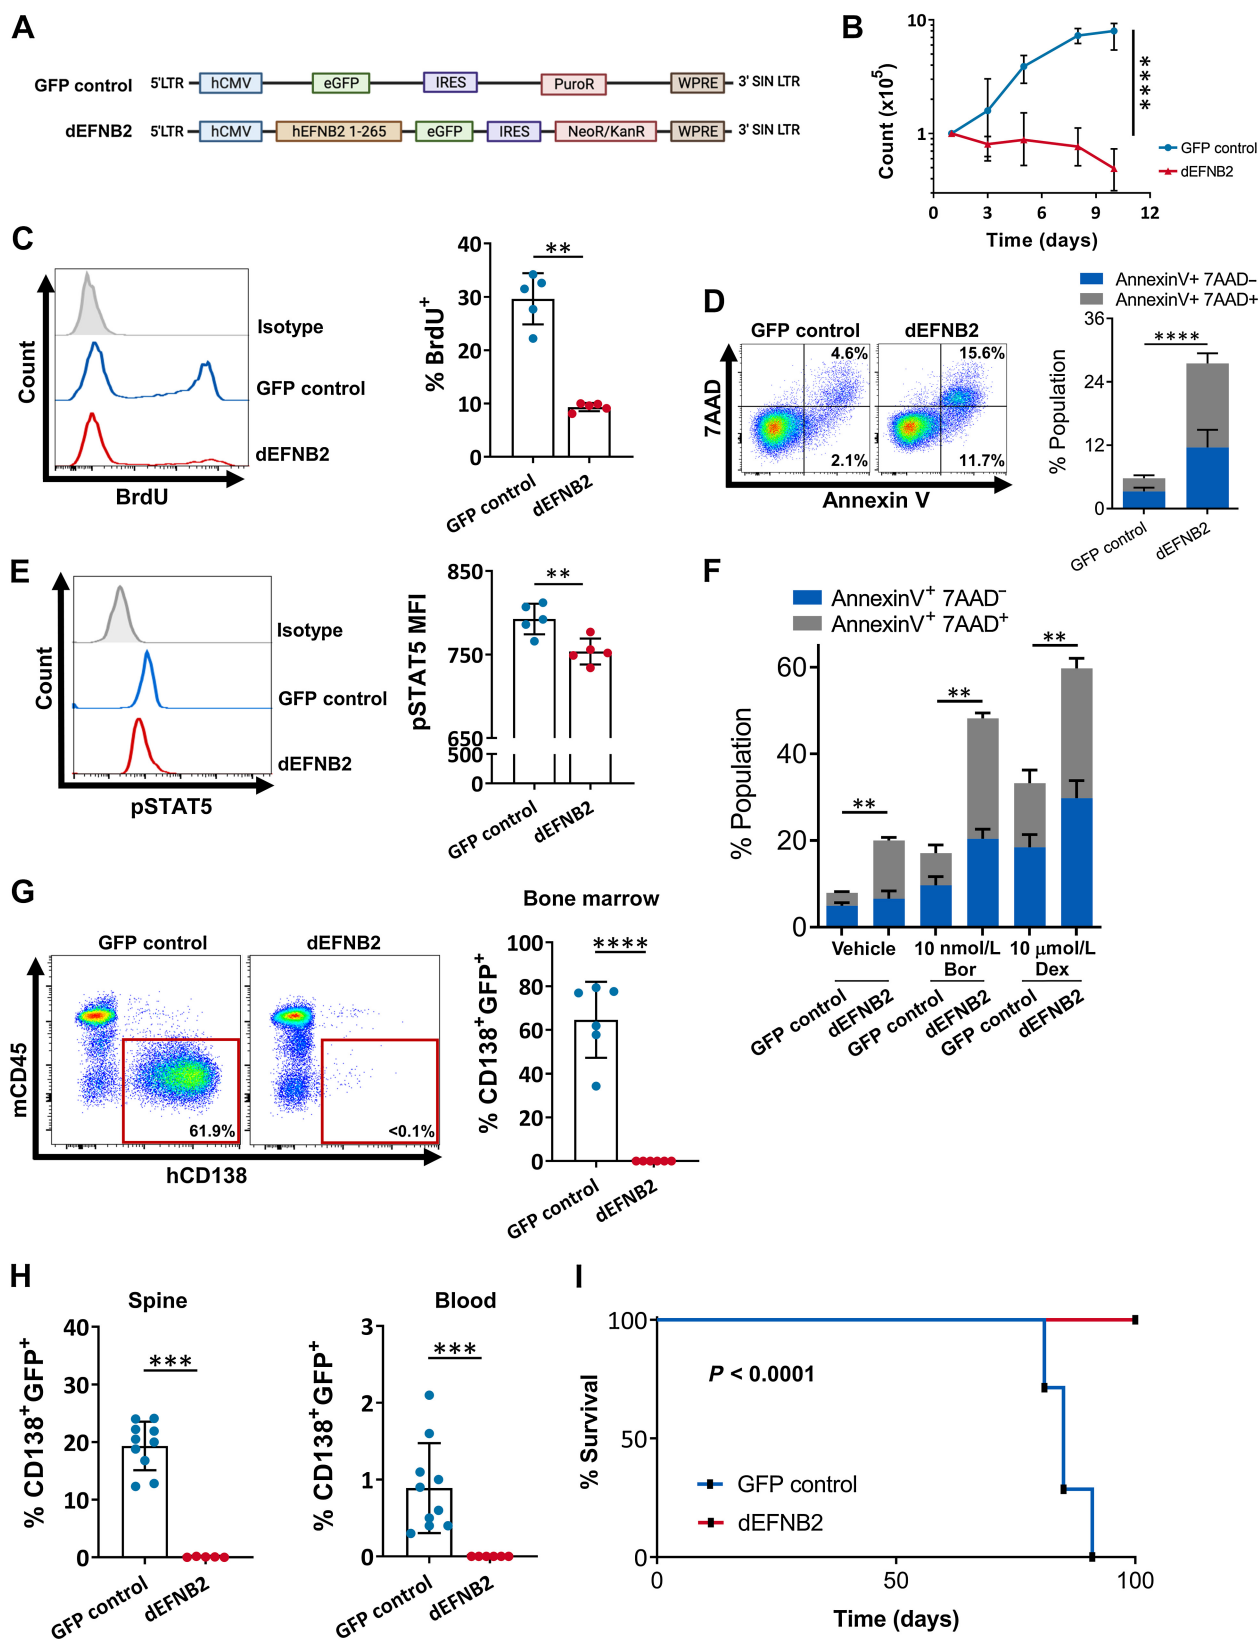 A
GFP control 5'LTR hCMV eGFP IRES PuroR WPRE 3' SIN LTR
dEFNB2 5'LTR hCMV hEFNB2 1-265 eGFP IRES NeoR/KanR WPRE 3' SIN LTR
B
Count (x10⁵)
10
1
0 3 6 9 12
Time (days)
****
GFP control
dEFNB2
C
Count
Isotype
GFP control
dEFNB2
BrdU
% BrdU⁺
40
30
20
10
0
**
GFP control
dEFNB2
D
GFP control dEFNB2
4.6% 15.6%
2.1% 11.7%
7AAD
Annexin V
AnnexinV+ 7AAD–
AnnexinV+ 7AAD+
% Population
36
24
12
0
****
GFP control
dEFNB2
E
Count
Isotype
GFP control
dEFNB2
pSTAT5
pSTAT5 MFI
850
750
650
500
0
**
GFP control
dEFNB2
F
AnnexinV⁺ 7AAD⁻
AnnexinV⁺ 7AAD⁺
% Population
60
40
20
0
** ** **
Vehicle 10 nmol/L 10 µmol/L
Bor Dex
GFP control dEFNB2 GFP control dEFNB2 GFP control dEFNB2
G
GFP control dEFNB2
mCD45
61.9% <0.1%
hCD138
Bone marrow
% CD138⁺GFP⁺
100
80
60
40
20
0
****
GFP control
dEFNB2
H
Spine
% CD138⁺GFP⁺
40
30
20
10
0
***
GFP control
dEFNB2
Blood
% CD138⁺GFP⁺
3
2
1
0
***
GFP control
dEFNB2
I
% Survival
100
50
0
P < 0.0001
GFP control
dEFNB2
0 50 100
Time (days)